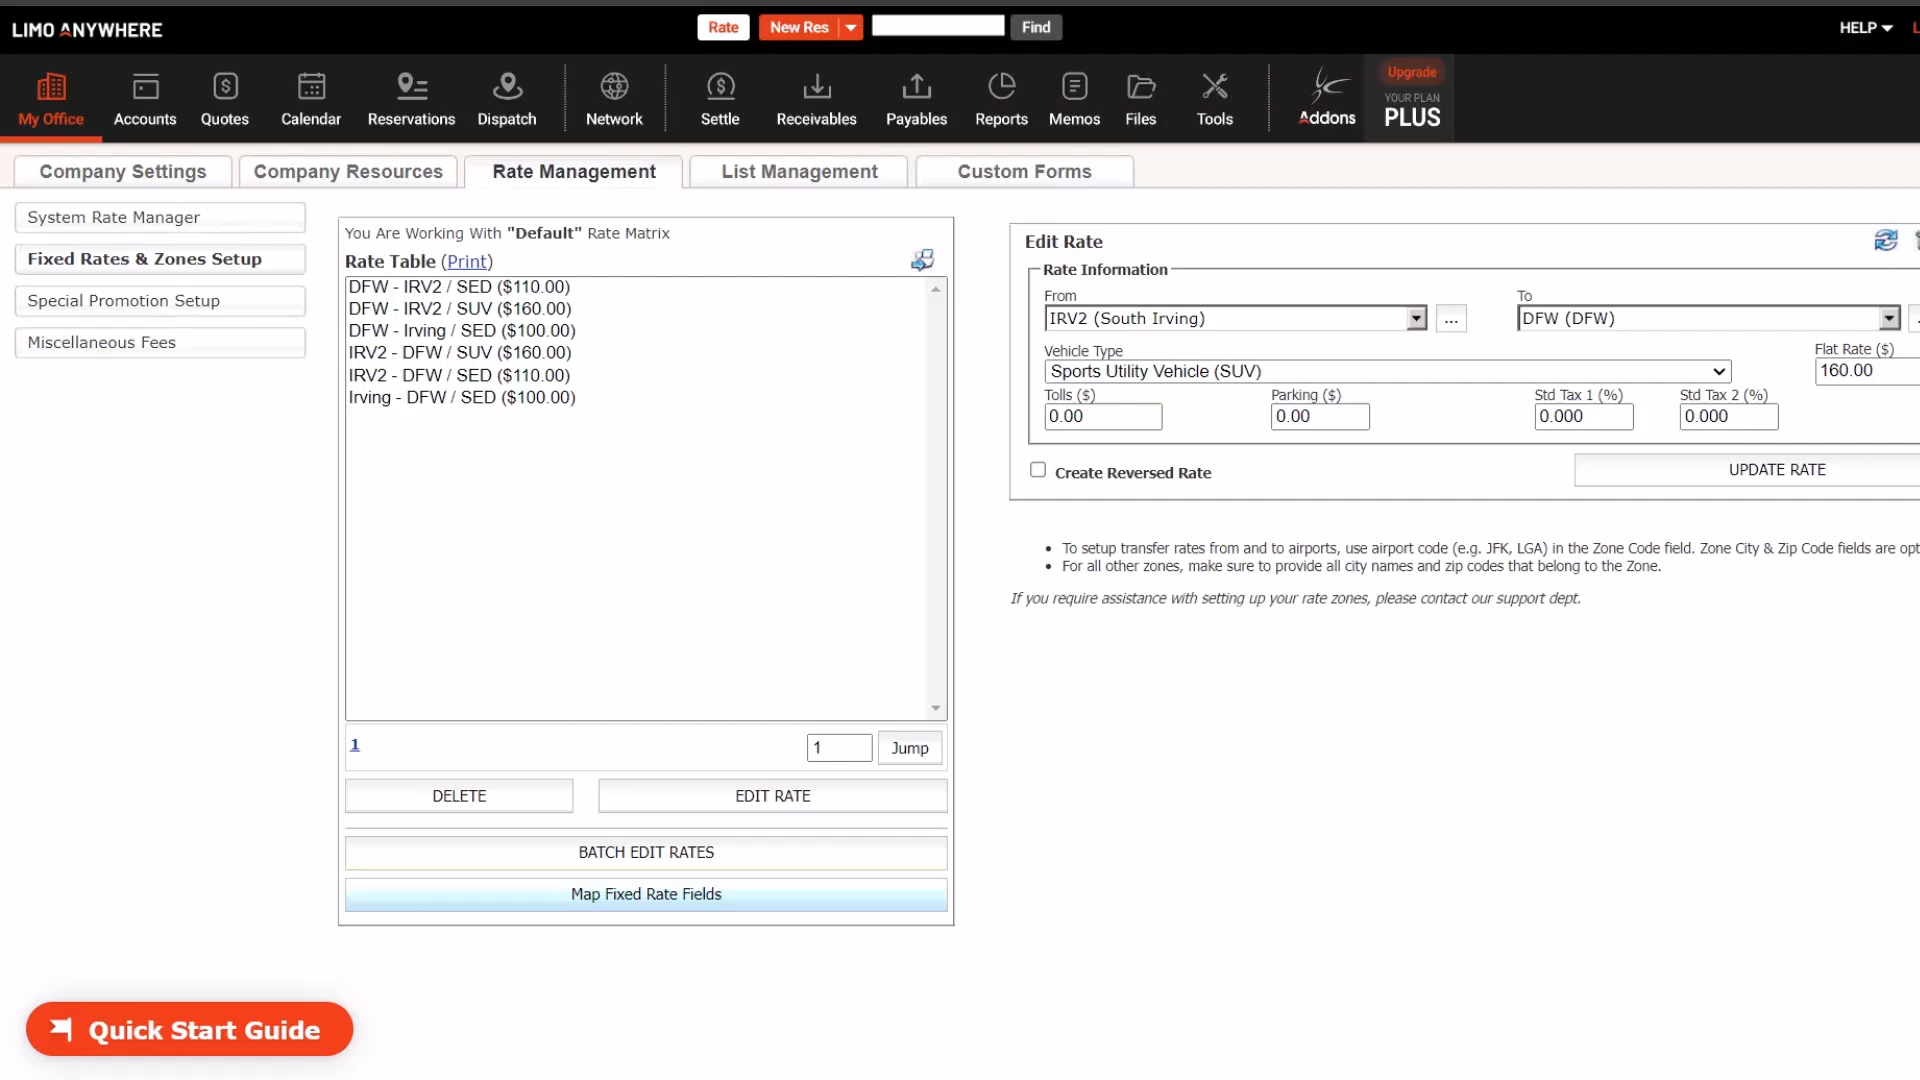 LIMO ANYWHERE
Rate
New Res
Find
HELP
My Office
Accounts
Quotes
Calendar
Reservations
Dispatch
Network
Settle
Receivables
Payables
Reports
Memos
Files
Tools
Addons
Upgrade
YOUR PLAN
PLUS
Company Settings
Company Resources
Rate Management
List Management
Custom Forms
System Rate Manager
Fixed Rates & Zones Setup
Special Promotion Setup
Miscellaneous Fees
You Are Working With "Default" Rate Matrix
Rate Table (Print)
DFW - IRV2 / SED ($110.00)
DFW - IRV2 / SUV ($160.00)
DFW - Irving / SED ($100.00)
IRV2 - DFW / SUV ($160.00)
IRV2 - DFW / SED ($110.00)
Irving - DFW / SED ($100.00)
1
1
Jump
DELETE
EDIT RATE
BATCH EDIT RATES
Map Fixed Rate Fields
Edit Rate
Rate Information
From
To
IRV2 (South Irving)
...
DFW (DFW)
Vehicle Type
Flat Rate ($)
Sports Utility Vehicle (SUV)
160.00
Tolls ($)
Parking ($)
Std Tax 1 (%)
Std Tax 2 (%)
0.00
0.00
0.000
0.000
Create Reversed Rate
UPDATE RATE
• To setup transfer rates from and to airports, use airport code (e.g. JFK, LGA) in the Zone Code field. Zone City & Zip Code fields are opt
• For all other zones, make sure to provide all city names and zip codes that belong to the Zone.
If you require assistance with setting up your rate zones, please contact our support dept.
Quick Start Guide